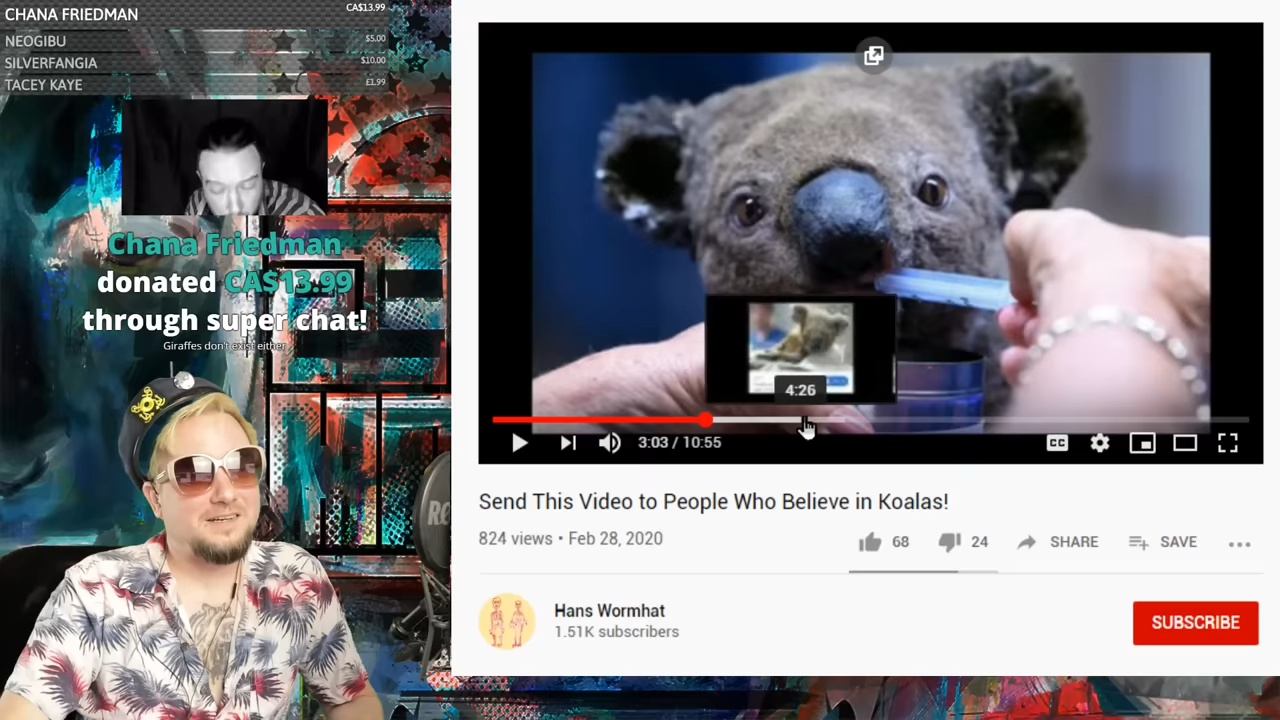 CHANA FRIEDMAN CA$13.99
NEOGIBU $5.00
SILVERFANGIA $10.00
TACEY KAYE £1.99
Chana Friedman
donated CA$13.99
through super chat!
Giraffes don't exist either
4:26
3:03 / 10:55
CC
Send This Video to People Who Believe in Koalas!
824 views • Feb 28, 2020
68 24 SHARE SAVE
Hans Wormhat
1.51K subscribers
SUBSCRIBE